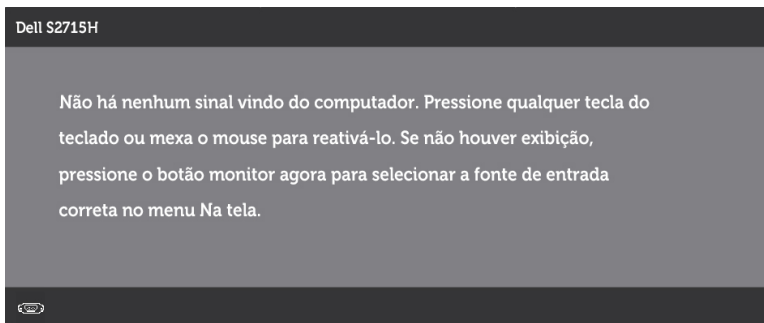 Dell S2715H
Não há nenhum sinal vindo do computador. Pressione qualquer tecla do
teclado ou mexa o mouse para reativá-lo. Se não houver exibição,
pressione o botão monitor agora para selecionar a fonte de entrada
correta no menu Na tela.